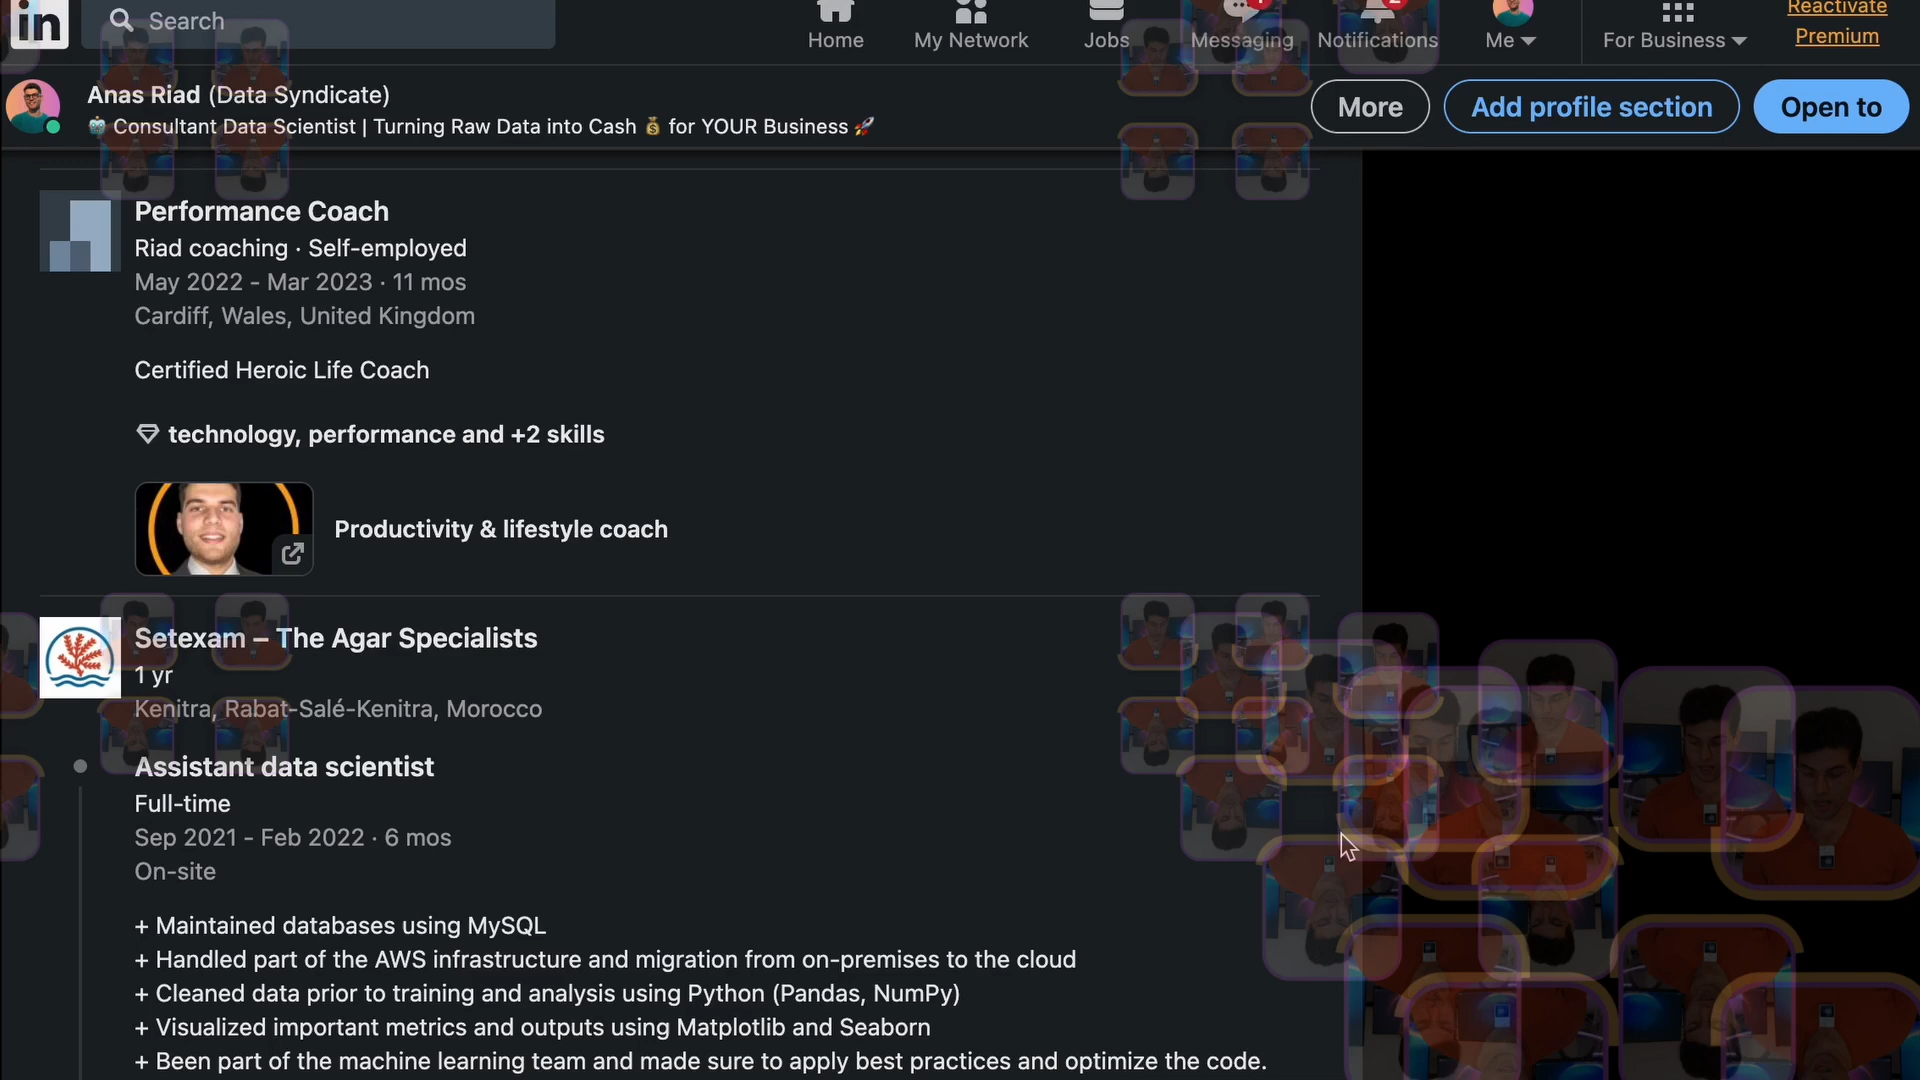 in Search
Home
My Network
Jobs
Messaging
Notifications
2
Me
For Business
Reactivate
Premium
Anas Riad (Data Syndicate)
🤖 Consultant Data Scientist | Turning Raw Data into Cash 💰 for YOUR Business 🚀
More
Add profile section
Open to
Performance Coach
Riad coaching · Self-employed
May 2022 - Mar 2023 · 11 mos
Cardiff, Wales, United Kingdom
Certified Heroic Life Coach
technology, performance and +2 skills
Productivity & lifestyle coach
Setexam – The Agar Specialists
1 yr
Kenitra, Rabat-Salé-Kenitra, Morocco
Assistant data scientist
Full-time
Sep 2021 - Feb 2022 · 6 mos
On-site
+ Maintained databases using MySQL
+ Handled part of the AWS infrastructure and migration from on-premises to the cloud
+ Cleaned data prior to training and analysis using Python (Pandas, NumPy)
+ Visualized important metrics and outputs using Matplotlib and Seaborn
+ Been part of the machine learning team and made sure to apply best practices and optimize the code.